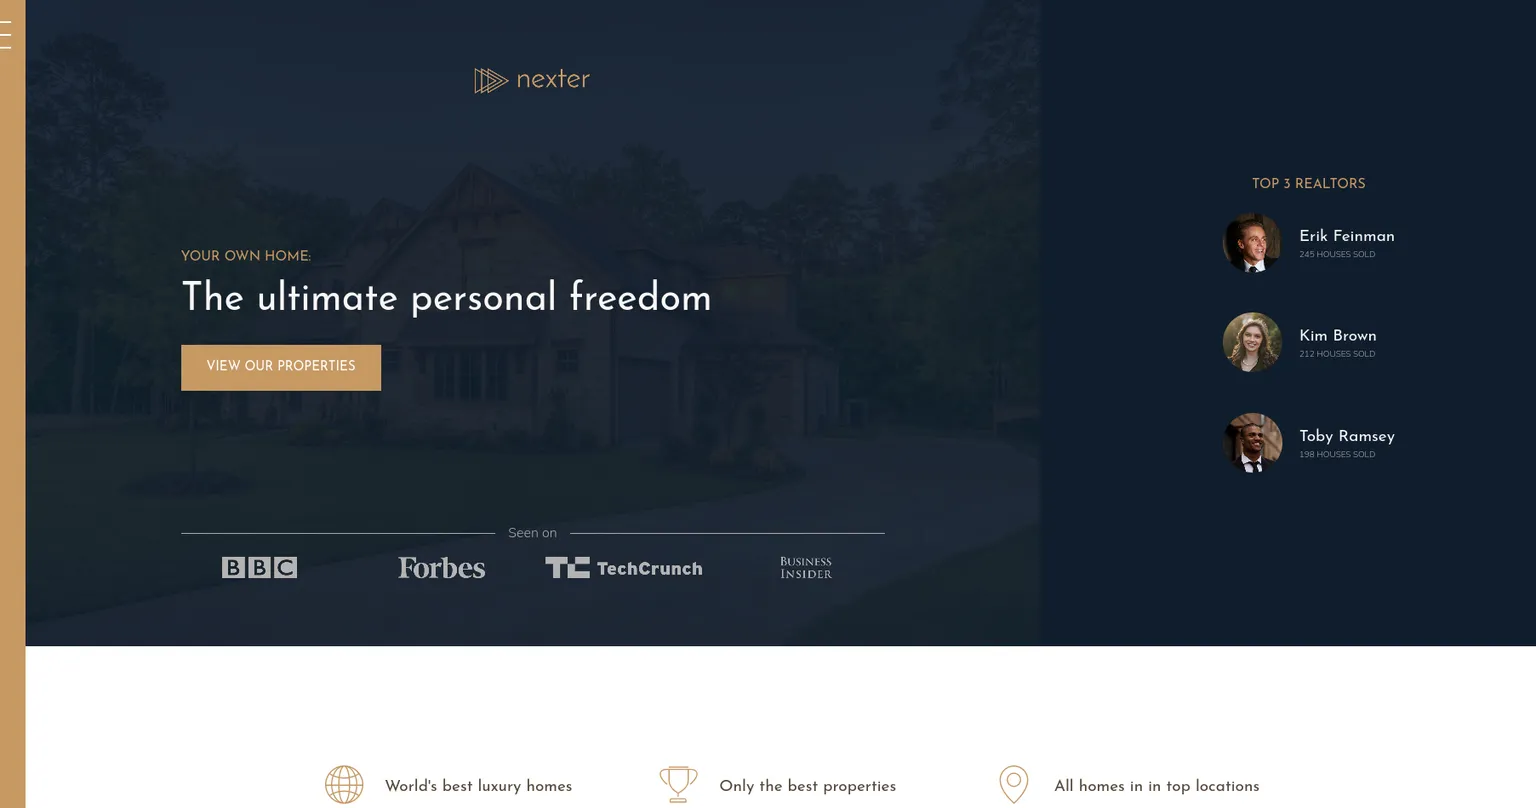 nexter
YOUR OWN HOME:
The ultimate personal freedom
VIEW OUR PROPERTIES
Seen on
BBC
Forbes
TC TechCrunch
BUSINESS
INSIDER
TOP 3 REALTORS
Erik Feinman
245 HOUSES SOLD
Kim Brown
212 HOUSES SOLD
Toby Ramsey
198 HOUSES SOLD
World's best luxury homes
Only the best properties
All homes in in top locations